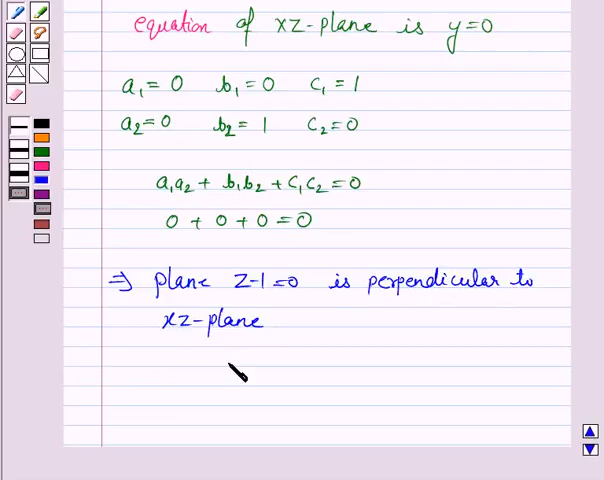 equation of xz-plane is y=0
a₁=0 b₁=0 c₁=1
a₂=0 b₂=1 c₂=0
a₁a₂+ b₁b₂+c₁c₂=0
0 + 0 + 0 = 0
⇒ plane z-1=0 is perpendicular to
xz-plane